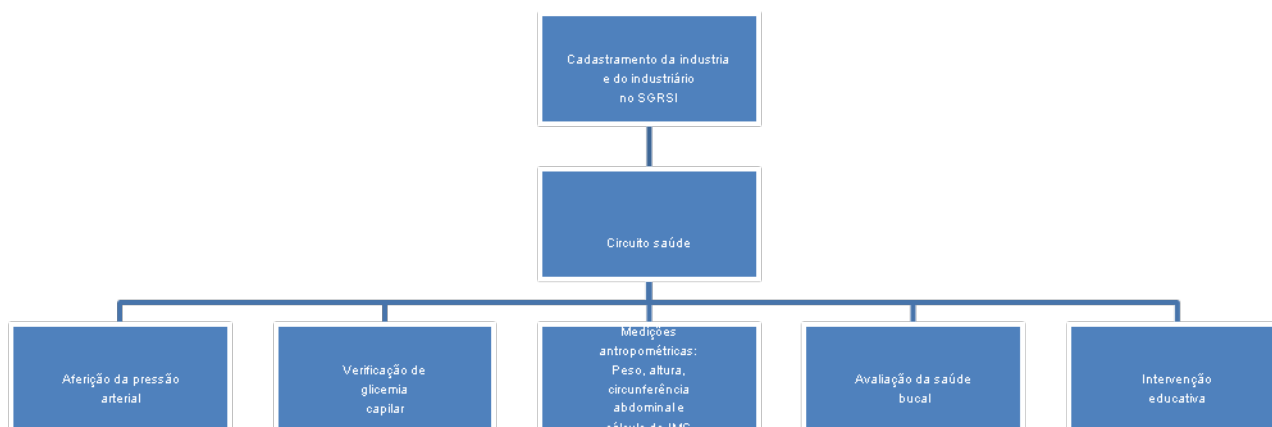 Cadastramento da industria
e do industriário
no SGRSI
Circuito saúde
Aferição da pressão
arterial
Verificação de
glicemia
capilar
Medições
antropométricas:
Peso, altura,
circunferência
abdominal e
Avaliação da saúde
bucal
Intervenção
educativa